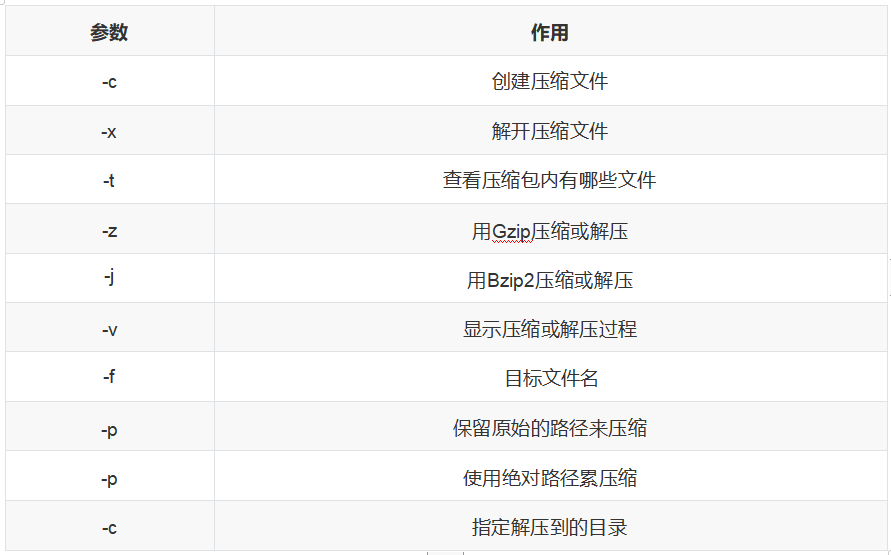 参数 作用
-c 创建压缩文件
-x 解开压缩文件
-t 查看压缩包内有哪些文件
-z 用Gzip压缩或解压
-j 用Bzip2压缩或解压
-v 显示压缩或解压过程
-f 目标文件名
-p 保留原始的路径来压缩
-p 使用绝对路径累压缩
-c 指定解压到的目录